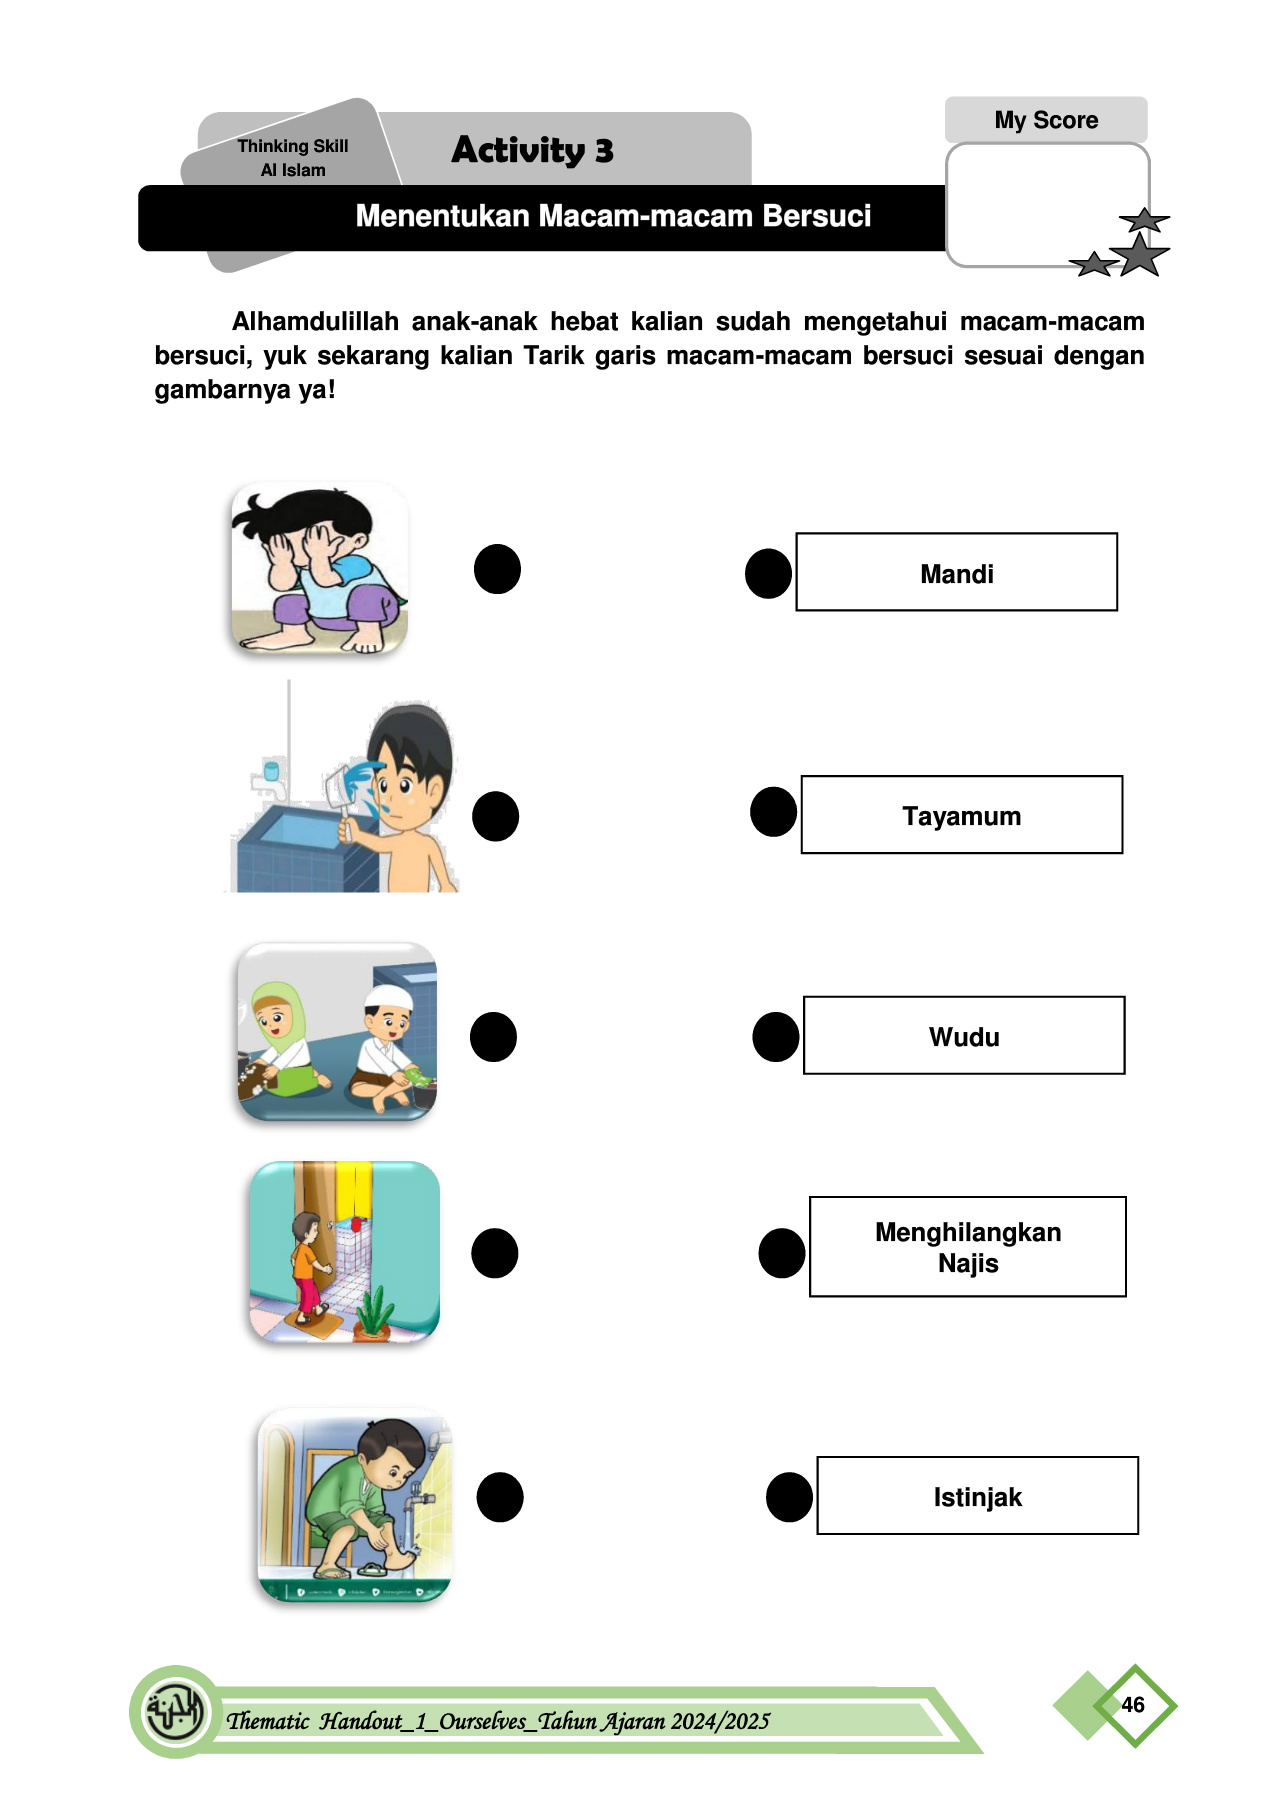 Thinking Skill
Al Islam
Activity 3
My Score
Menentukan Macam-macam Bersuci
Alhamdulillah anak-anak hebat kalian sudah mengetahui macam-macam
bersuci, yuk sekarang kalian Tarik garis macam-macam bersuci sesuai dengan
gambarnya ya!
Mandi
Tayamum
Wudu
Menghilangkan
Najis
Istinjak
Thematic Handout_1_Ourselves_Tahun Ajaran 2024/2025
46